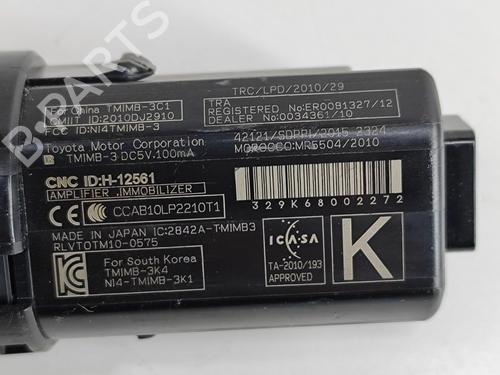 B-PARTS
For China TMIMB-3C1
CMIIT ID:2010DJ2910
FCC ID:NI4TMIMB-3
Toyota Motor Corporation
TMIMB-3 DC5V,100mA
CNC ID:H-12561
AMPLIFIER ,IMMOBILIZER
CCAB10LP2210T1
MADE IN JAPAN IC:2842A-TMIMB3
RLVTOTM10-0575
For South Korea
TMIMB-3K4
NI4-TMIMB-3K1
TRC/LPD/2010/29
TRA
REGISTERED No:ER0081327/12
DEALER No:0034361/10
42121/SDPPI/2015 2324
MOROCCO:MR5504/2010
329K68002272
ICASA
TA-2010/193
APPROVED
K